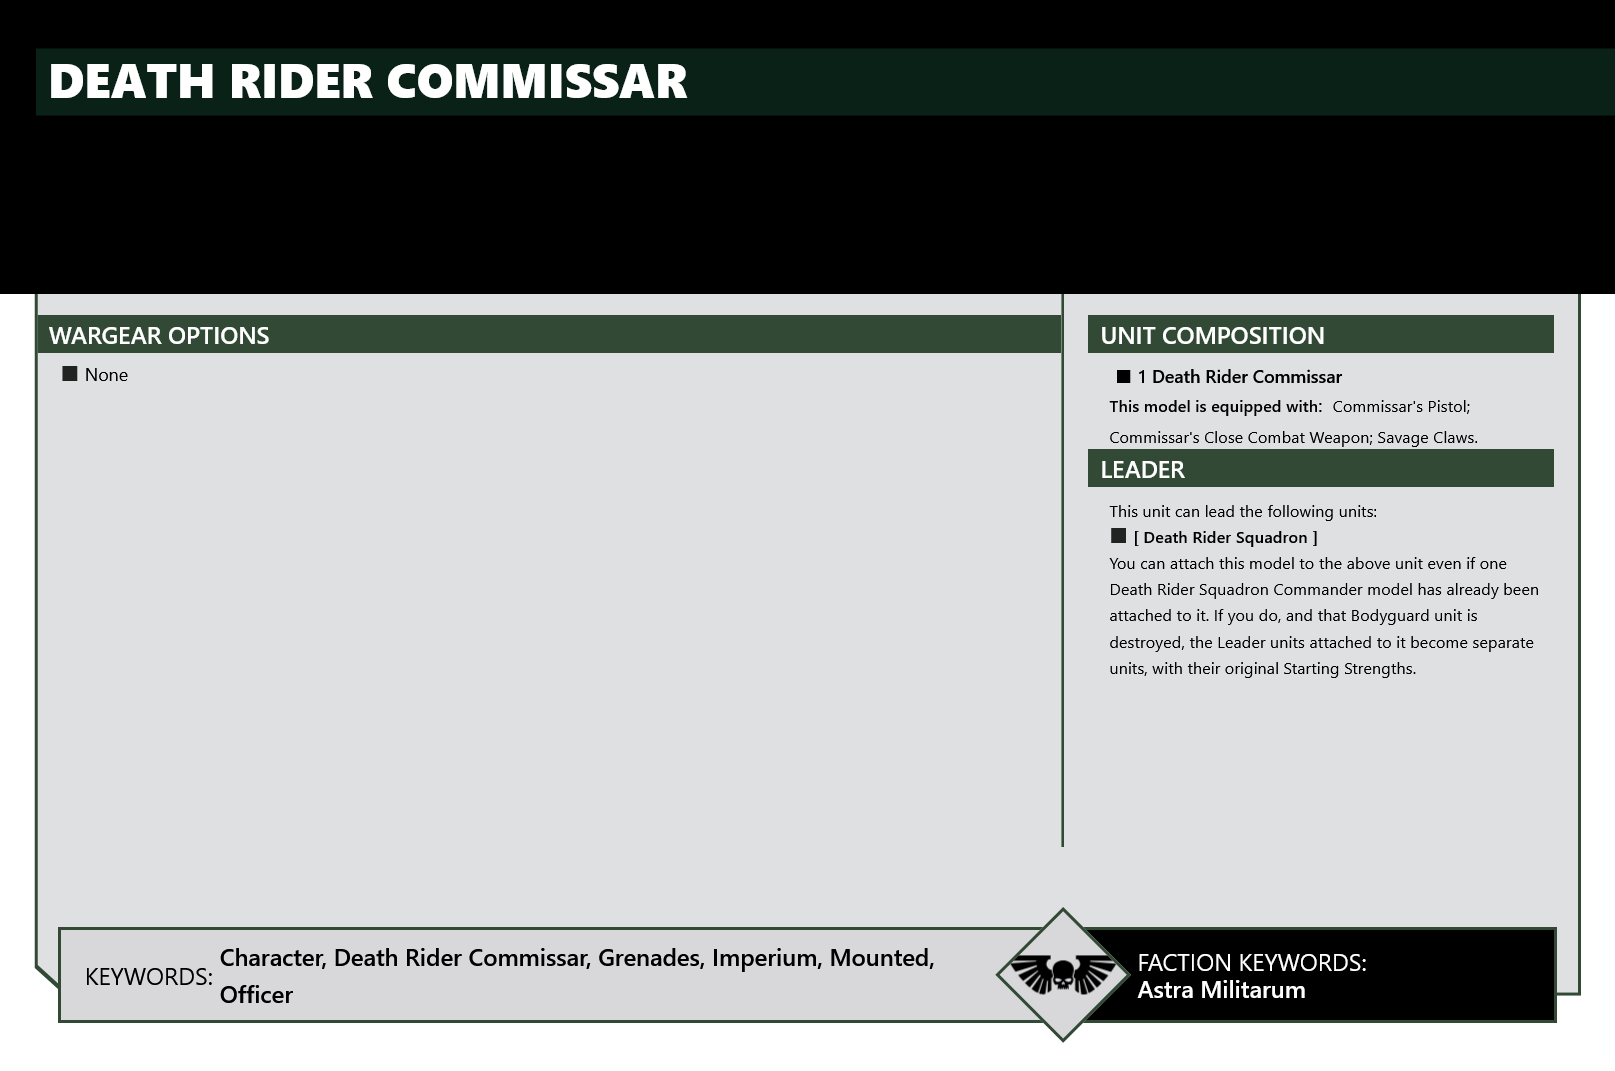 DEATH RIDER COMMISSAR
WARGEAR OPTIONS
None
UNIT COMPOSITION
1 Death Rider Commissar
This model is equipped with: Commissar's Pistol;
Commissar's Close Combat Weapon; Savage Claws.
LEADER
This unit can lead the following units:
[ Death Rider Squadron ]
You can attach this model to the above unit even if one
Death Rider Squadron Commander model has already been
attached to it. If you do, and that Bodyguard unit is
destroyed, the Leader units attached to it become separate
units, with their original Starting Strengths.
KEYWORDS: Character, Death Rider Commissar, Grenades, Imperium, Mounted,
Officer
FACTION KEYWORDS:
Astra Militarum